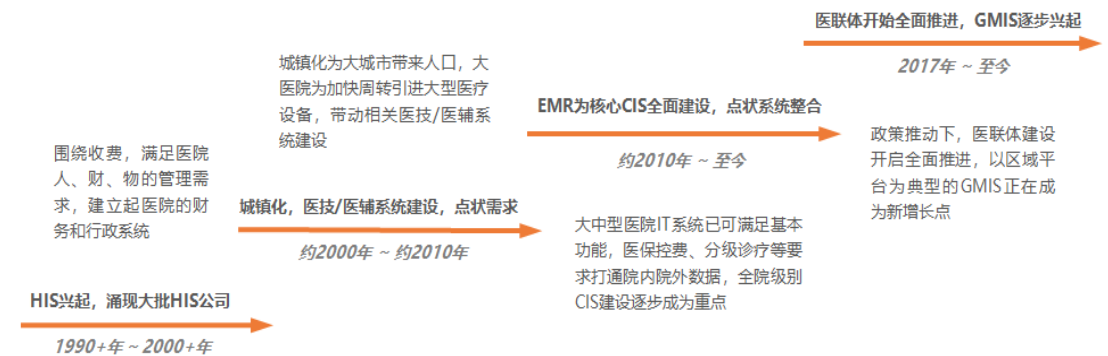 围绕收费，满足医院
人、财、物的管理需
求，建立起医院的财
务和行政系统
HIS兴起，涌现大批HIS公司
1990+年 ~ 2000+年
城镇化为大城市带来人口，大
医院为加快周转引进大型医疗
设备，带动相关医技/医辅系
统建设
城镇化，医技/医辅系统建设，点状需求
约2000年 ~ 约2010年
EMR为核心CIS全面建设，点状系统整合
约2010年 ~ 至今
大中型医院IT系统已可满足基本
功能，医保控费、分级诊疗等要
求打通院内院外数据，全院级别
CIS建设逐步成为重点
医联体开始全面推进，GMIS逐步兴起
2017年 ~ 至今
政策推动下，医联体建设
开启全面推进，以区域平
台为典型的GMIS正在成
为新增长点